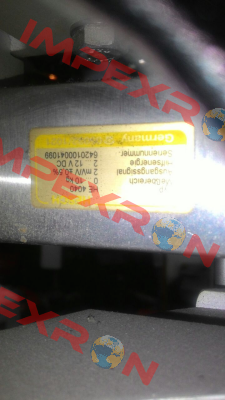 HE 4040
Meßbereich 0...10 kg
Ausgangssignal 2 mV/V ±0.5%
Hilfsenergie 2 ... 12 V DC
Seriennummer: 6420100041099
Germany
IMPEXRON
IMPEXRON
IMPEXRON